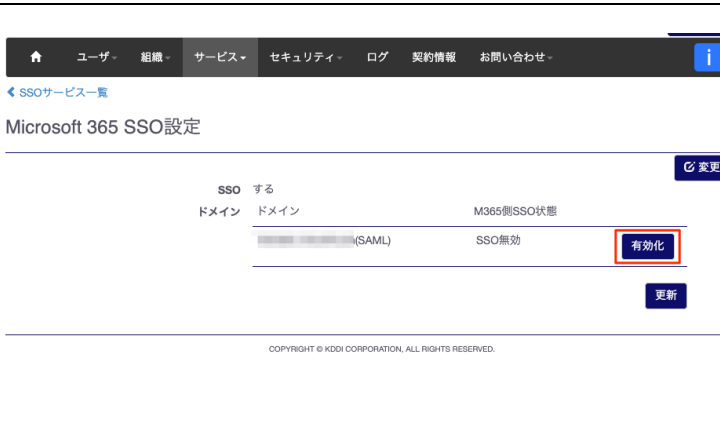 ユーザ 組織 サービス セキュリティ ログ 契約情報 お問い合わせ i
SSOサービス一覧
Microsoft 365 SSO設定
変更
SSO する
ドメイン ドメイン M365側SSO状態
(SAML) SSO無効 有効化
更新
COPYRIGHT © KDDI CORPORATION, ALL RIGHTS RESERVED.